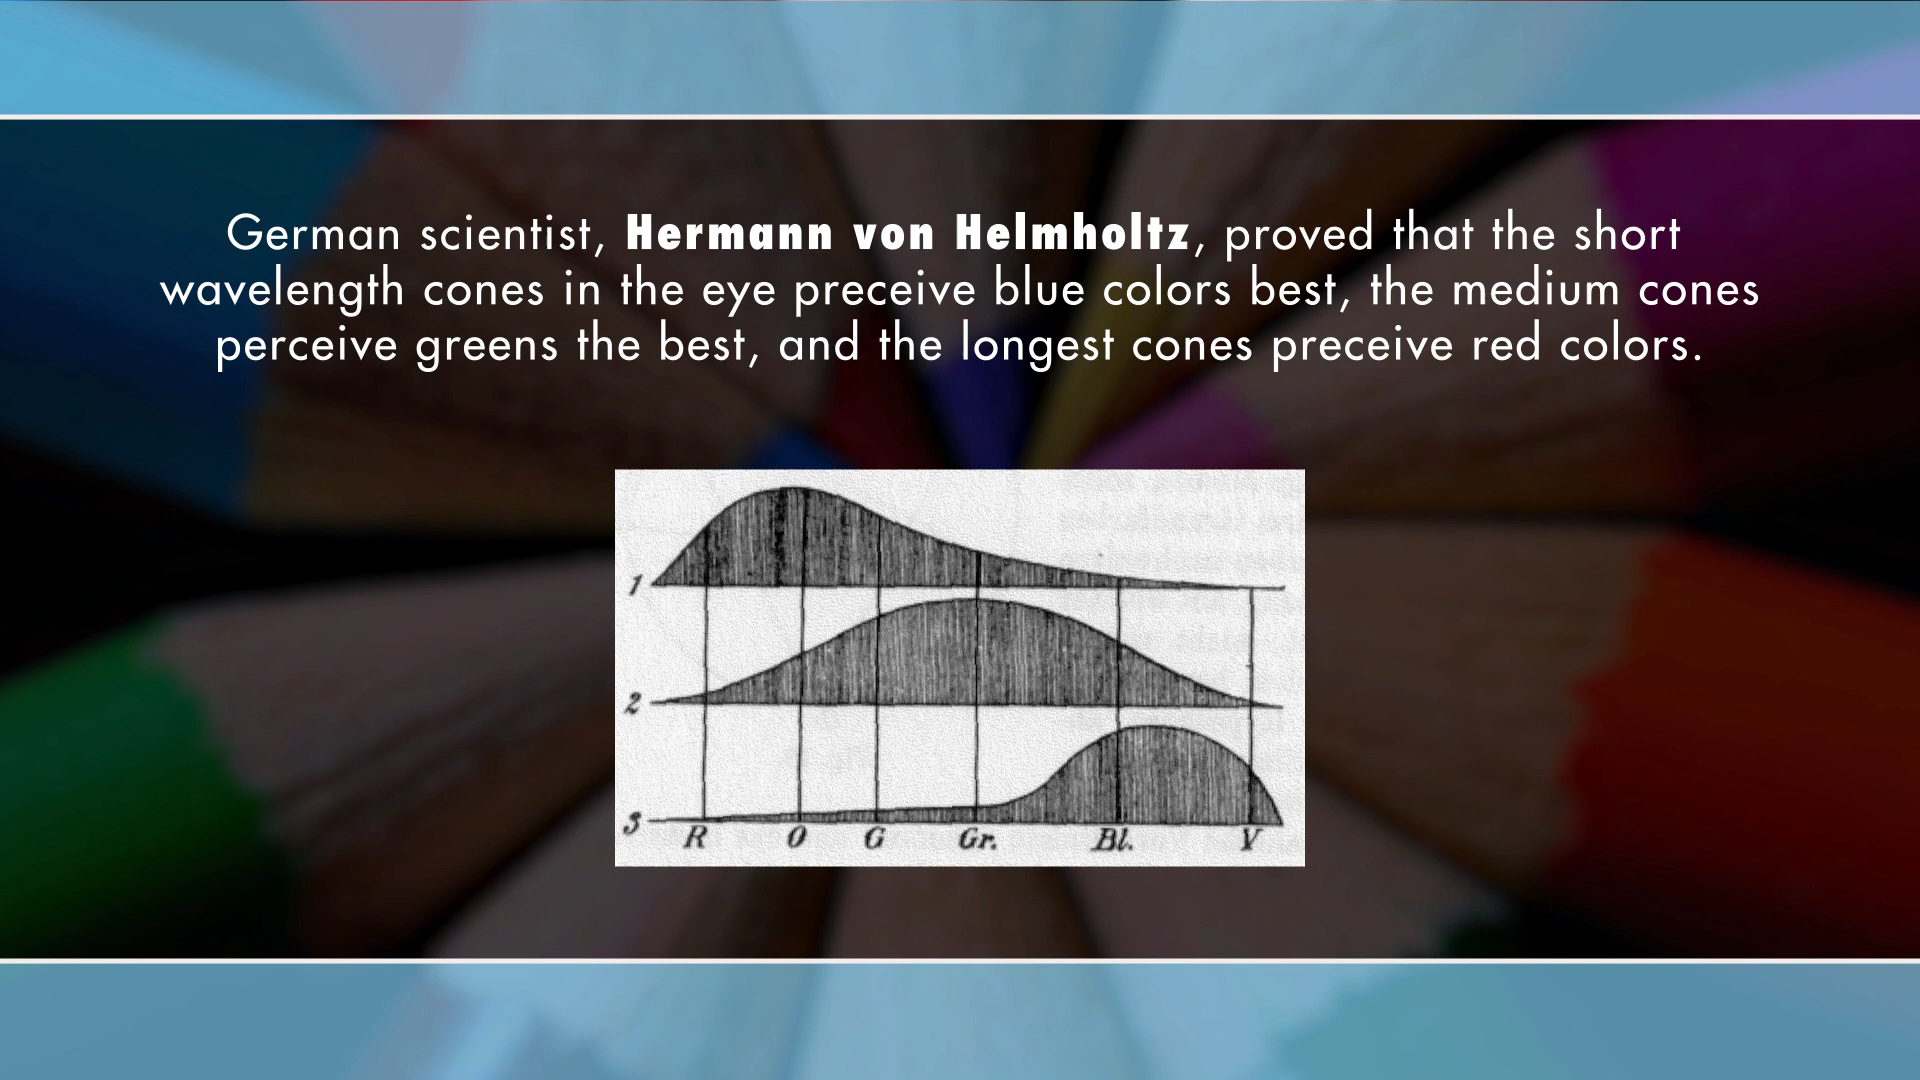 German scientist, Hermann von Helmholtz, proved that the short
wavelength cones in the eye preceive blue colors best, the medium cones
perceive greens the best, and the longest cones preceive red colors.
1
2
3
R O G Gr. Bl. V